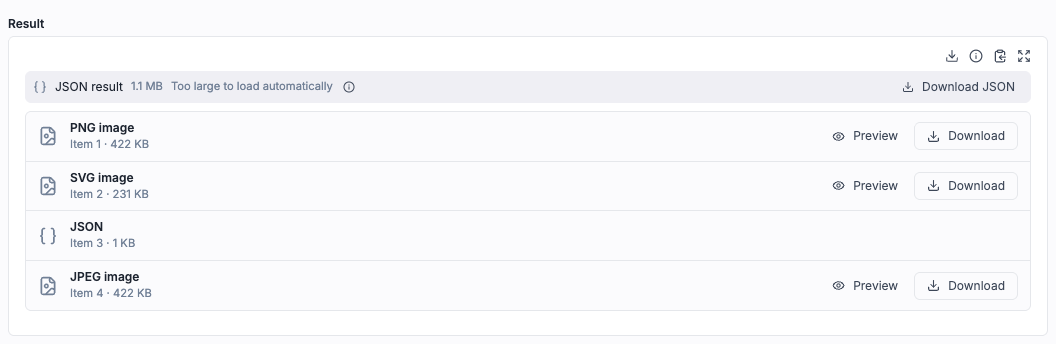 Result
{ } JSON result 1.1 MB Too large to load automatically Download JSON
PNG image
Item 1 · 422 KB
Preview Download
SVG image
Item 2 · 231 KB
Preview Download
{ } JSON
Item 3 · 1 KB
JPEG image
Item 4 · 422 KB
Preview Download